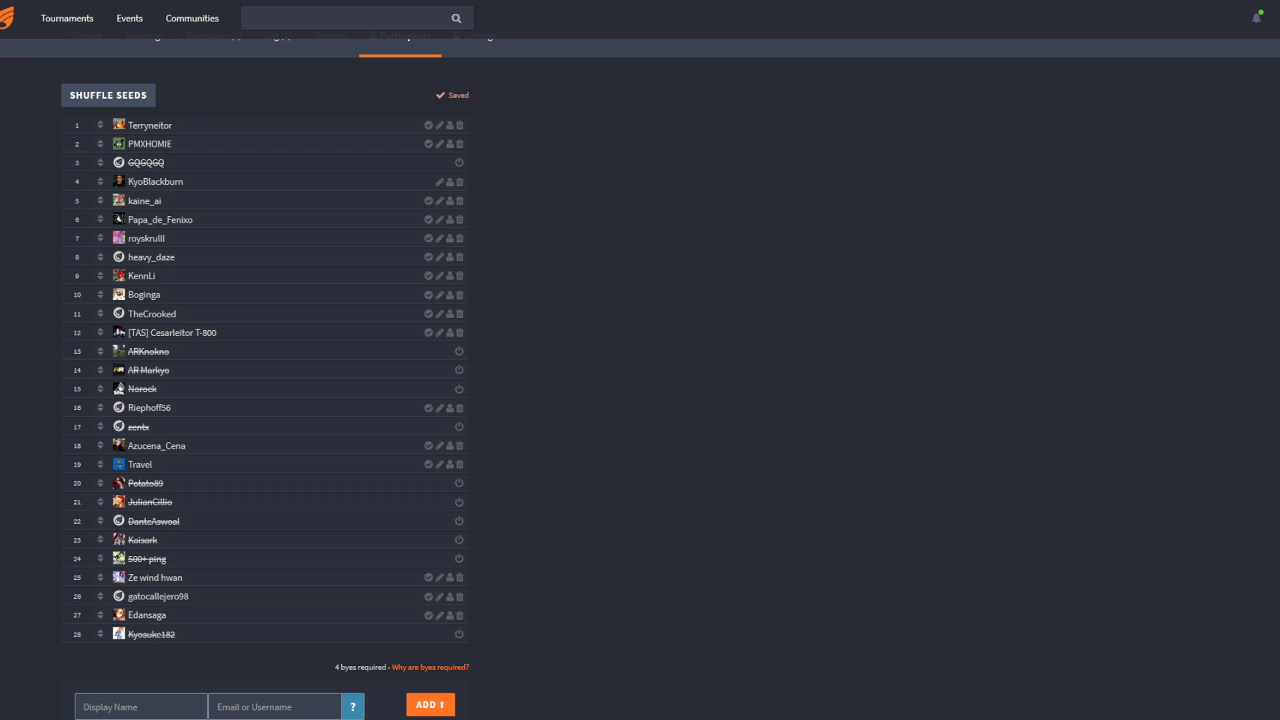 Tournaments Events Communities
SHUFFLE SEEDS Saved
1 Terryneitor
2 PMXHOMIE
3 GQGQGQ
4 KyoBlackburn
5 kaine_ai
6 Papa_de_Fenixo
7 royskrulll
8 heavy_daze
9 KennLi
10 Boginga
11 TheCrooked
12 [TAS] Cesarleitor T-800
13 ARKnokno
14 AR Markyo
15 Norock
16 Riephoff56
17 zentx
18 Azucena_Cena
19 Travel
20 Potato89
21 JulianCillio
22 DanteAswoal
23 Kaisark
24 500+ ping
25 Ze wind hwan
26 gatocallejero98
27 Edansaga
28 Kyosuke182
4 byes required - Why are byes required?
Display Name Email or Username ? ADD